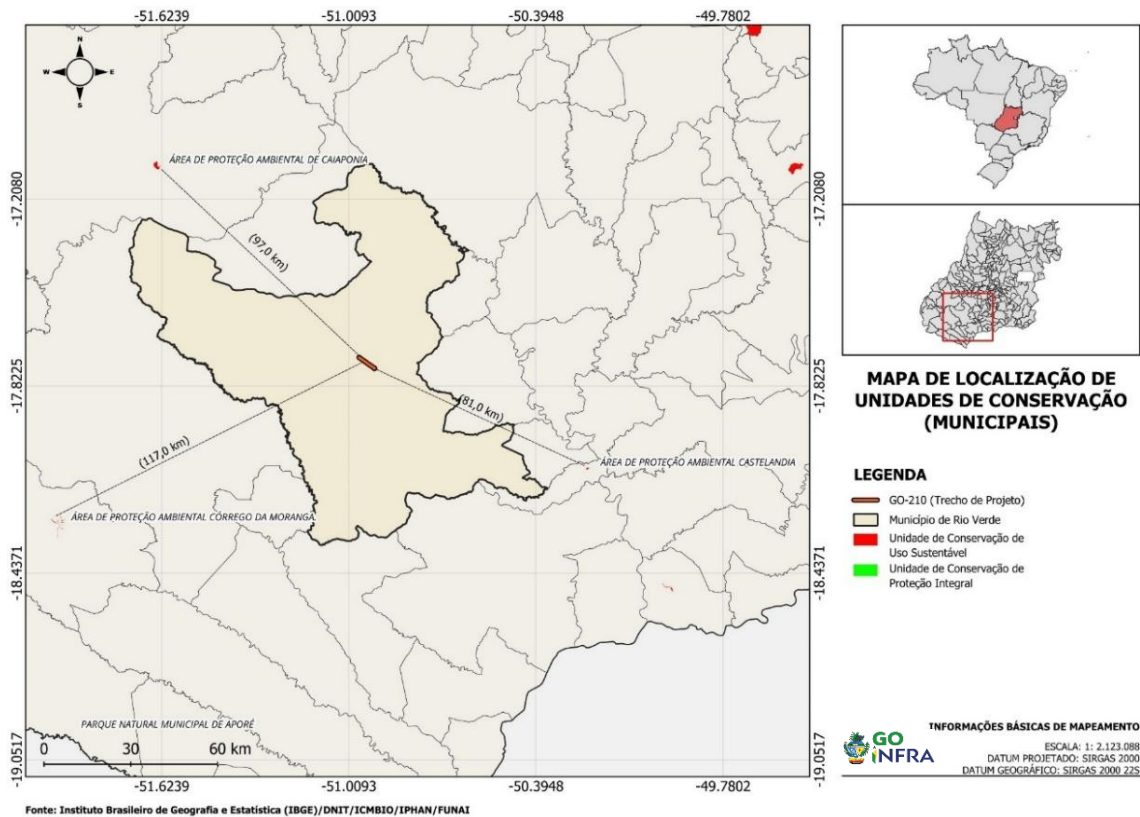 -51.6239
-51.0093
-50.3948
-49.7802
N
W
E
S
ÁREA DE PROTEÇÃO AMBIENTAL DE CAIAPONIA
-17.2080
-17.2080
(97,0 km)
-17.8225
-17.8225
(81,0 km)
(117,0 km)
ÁREA DE PROTEÇÃO AMBIENTAL CASTELANDIA
ÁREA DE PROTEÇÃO AMBIENTAL CÓRREGO DA MORANGA
-18.4371
-18.4371
PARQUE NATURAL MUNICIPAL DE APORÉ
0
30
60 km
-19.0517
-19.0517
-51.6239
-51.0093
-50.3948
-49.7802
Fonte: Instituto Brasileiro de Geografia e Estatística (IBGE)/DNIT/ICMBIO/IPHAN/FUNAI
MAPA DE LOCALIZAÇÃO DE
UNIDADES DE CONSERVAÇÃO
(MUNICIPAIS)
LEGENDA
GO-210 (Trecho de Projeto)
Município de Rio Verde
Unidade de Conservação de
Uso Sustentável
Unidade de Conservação de
Proteção Integral
GO
INFRA
INFORMAÇÕES BÁSICAS DE MAPEAMENTO
ESCALA: 1: 2.123.088
DATUM PROJETADO: SIRGAS 2000
DATUM GEOGRÁFICO: SIRGAS 2000 22S